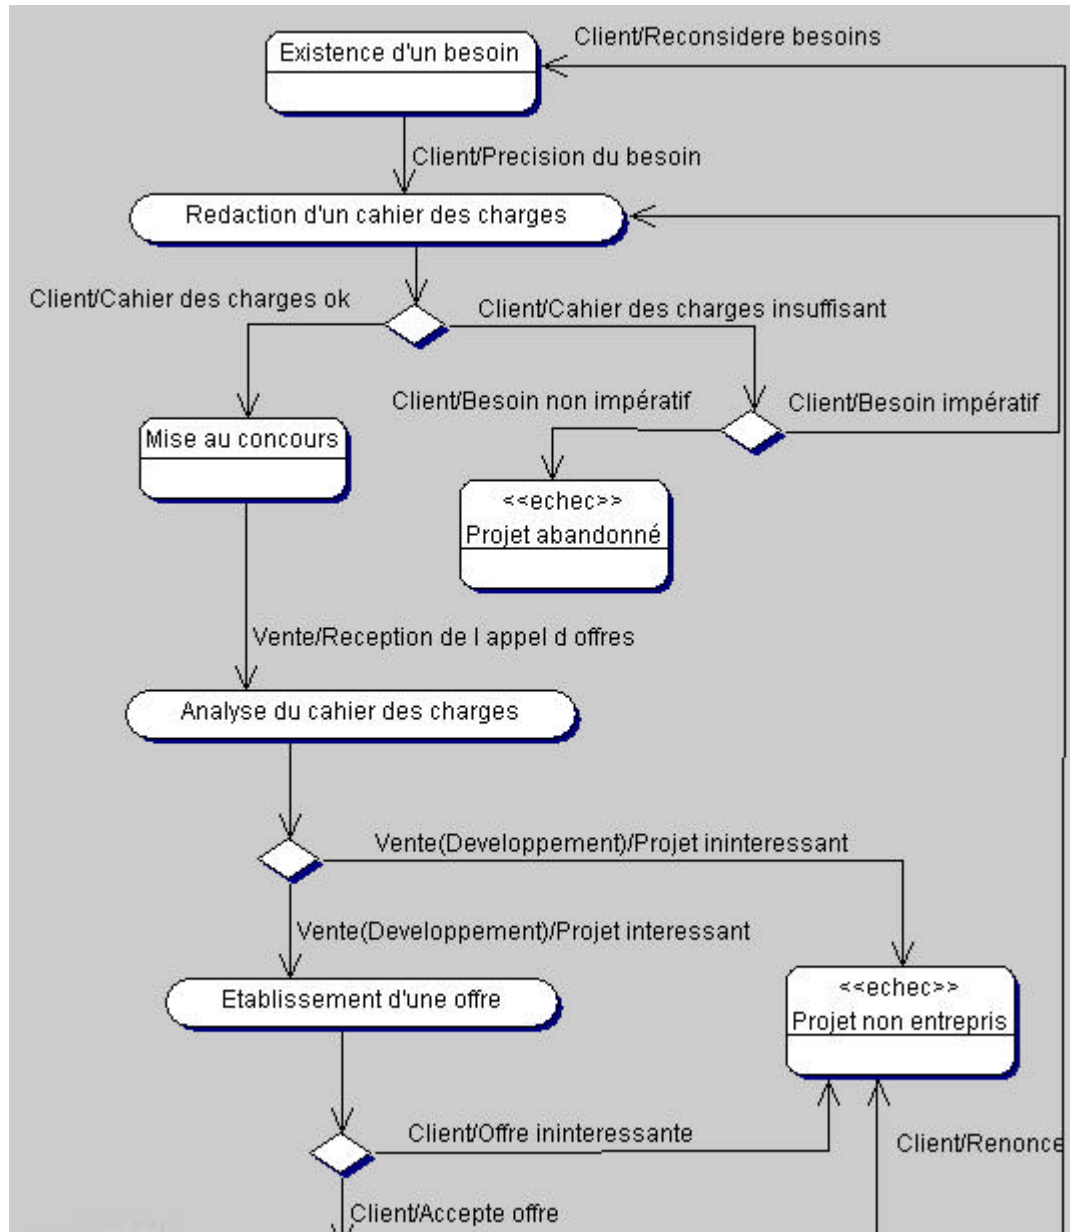 Client/Reconsidere besoins
Existence d'un besoin
Client/Precision du besoin
Redaction d'un cahier des charges
Client/Cahier des charges ok
Client/Cahier des charges insuffisant
Client/Besoin non impératif
Client/Besoin impératif
Mise au concours
<<echec>>
Projet abandonné
Vente/Reception de l appel d offres
Analyse du cahier des charges
Vente(Developpement)/Projet ininteressant
Vente(Developpement)/Projet interessant
Etablissement d'une offre
<<echec>>
Projet non entrepris
Client/Offre ininteressante
Client/Renonce
Client/Accepte offre